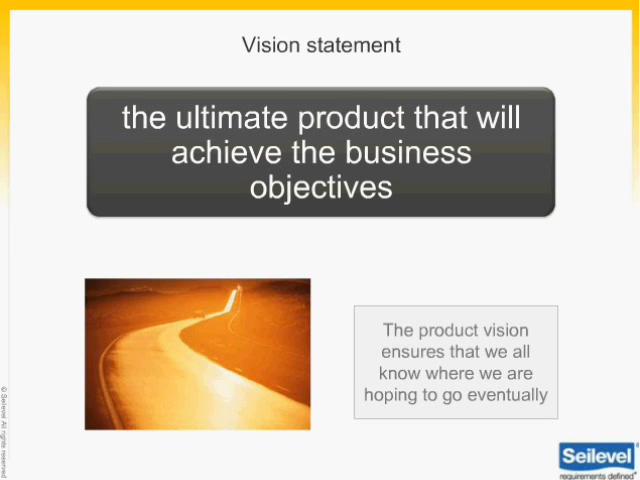 Vision statement
the ultimate product that will
achieve the business
objectives
The product vision
ensures that we all
know where we are
hoping to go eventually
© Seilevel All rights reserved
Seilevel®
requirements defined